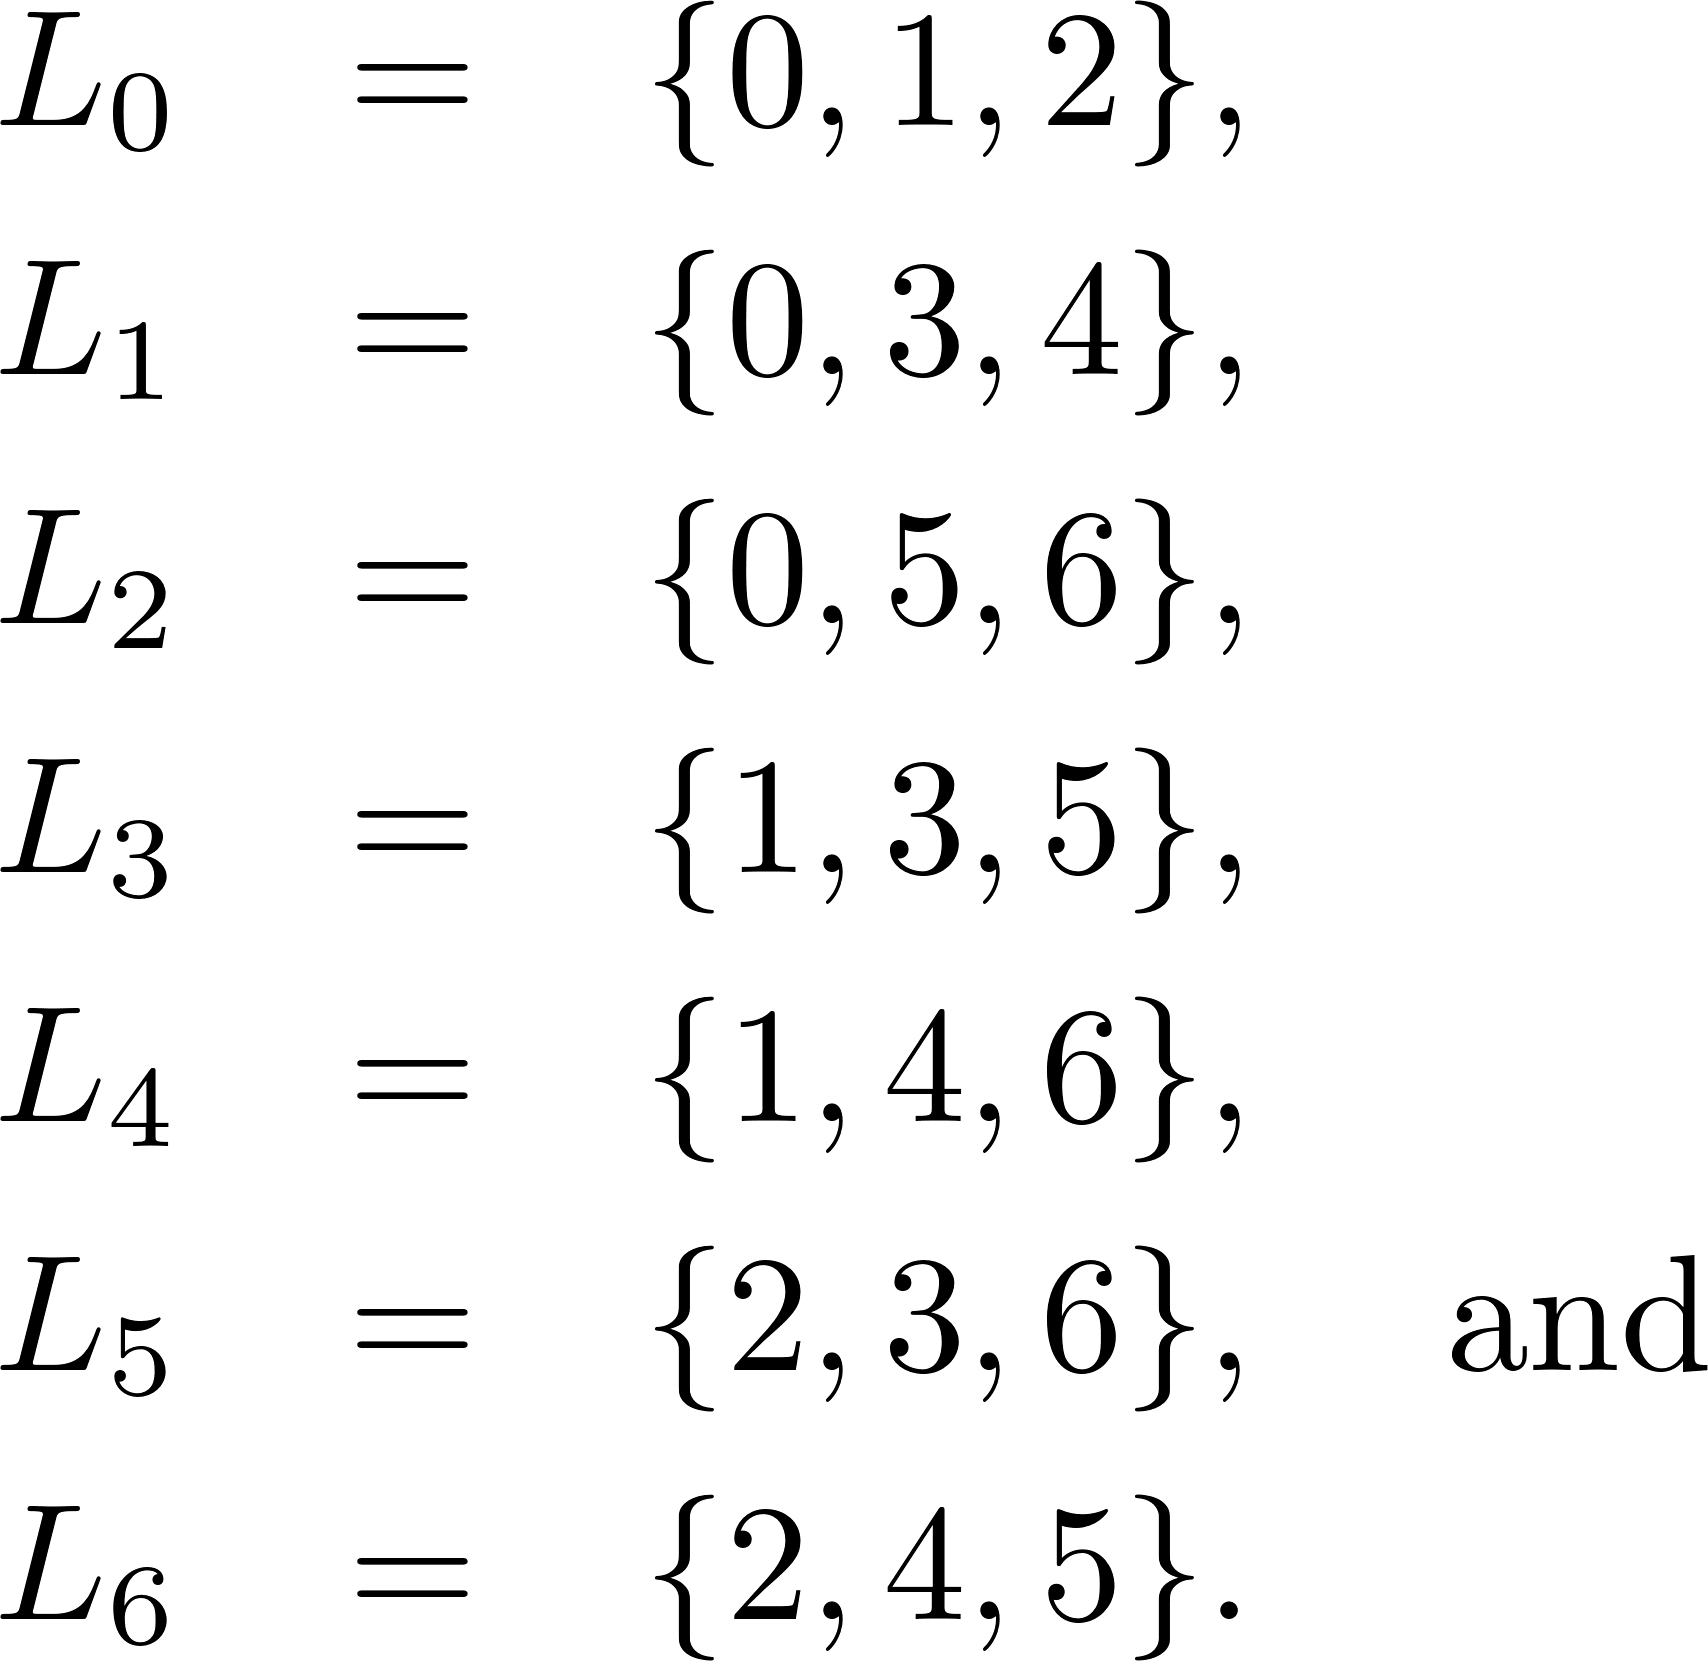 L₀ = {0, 1, 2},
L₁ = {0, 3, 4},
L₂ = {0, 5, 6},
L₃ = {1, 3, 5},
L₄ = {1, 4, 6},
L₅ = {2, 3, 6}, and
L₆ = {2, 4, 5}.